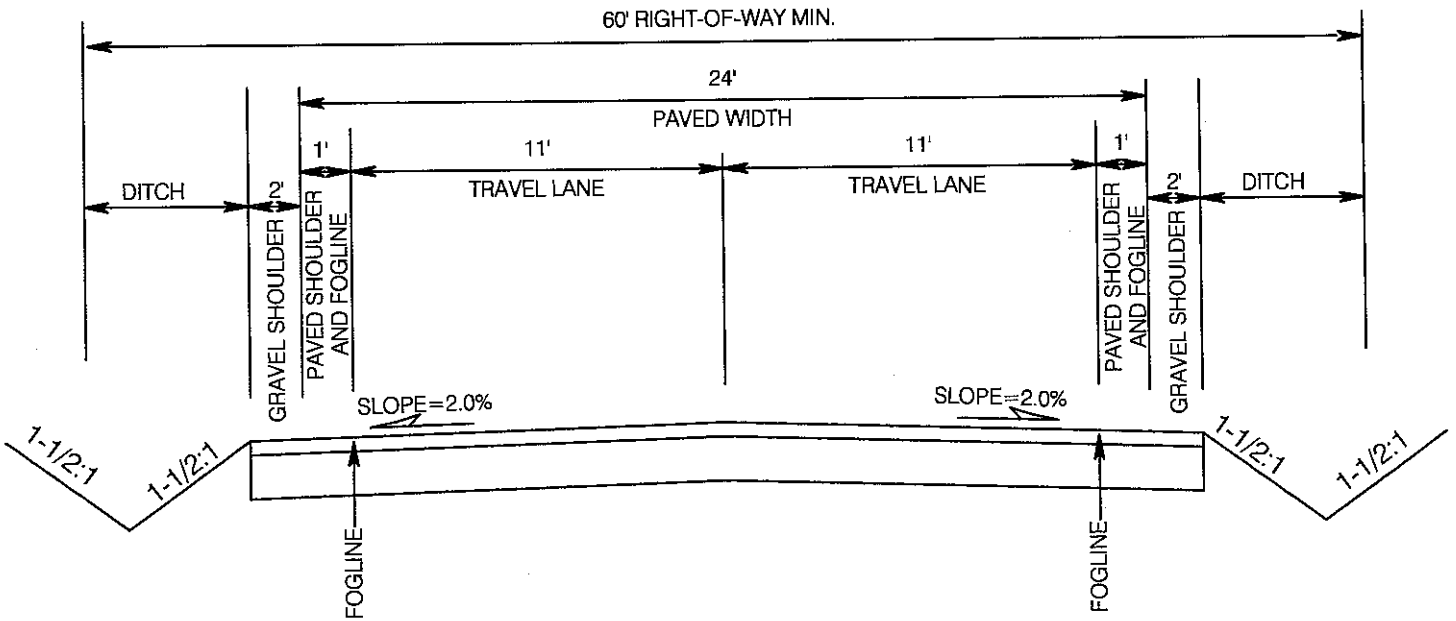 60' RIGHT-OF-WAY MIN.
24'
PAVED WIDTH
1'
11'
11'
1'
TRAVEL LANE
TRAVEL LANE
DITCH
2'
2'
DITCH
GRAVEL SHOULDER
PAVED SHOULDER
AND FOGLINE
PAVED SHOULDER
AND FOGLINE
GRAVEL SHOULDER
SLOPE=2.0%
SLOPE=2.0%
1-1/2:1
1-1/2:1
1-1/2:1
1-1/2:1
FOGLINE
FOGLINE